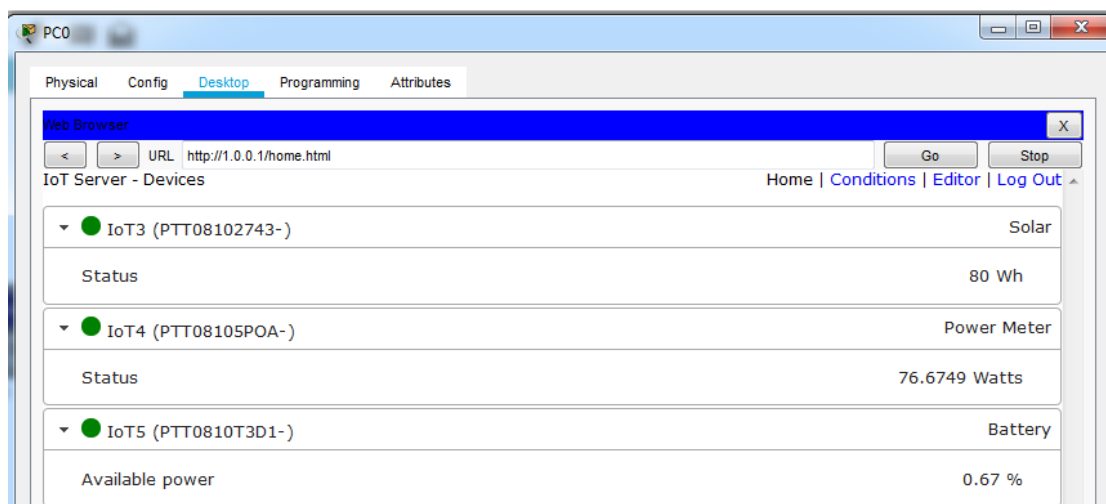 PC0
Physical Config Desktop Programming Attributes
Web Browser X
< > URL http://1.0.0.1/home.html Go Stop
IoT Server - Devices Home | Conditions | Editor | Log Out
IoT3 (PTT08102743-) Solar
Status 80 Wh
IoT4 (PTT08105POA-) Power Meter
Status 76.6749 Watts
IoT5 (PTT0810T3D1-) Battery
Available power 0.67 %